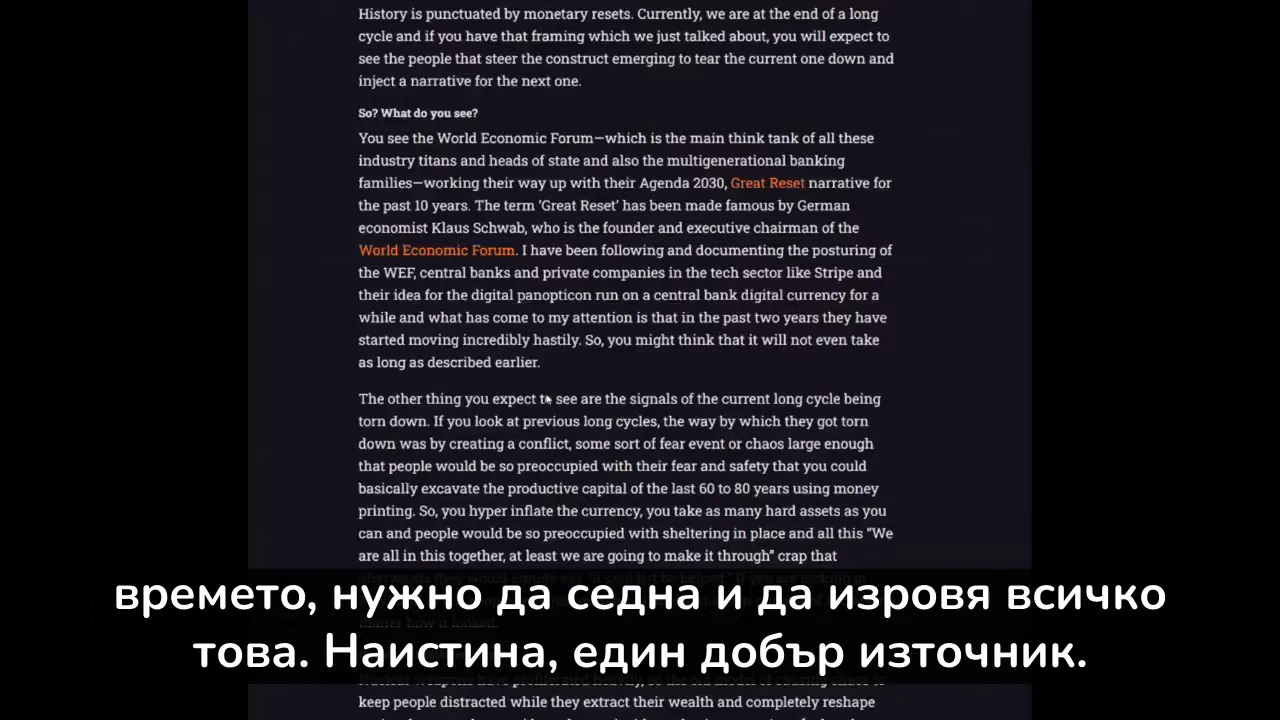 History is punctuated by monetary resets. Currently, we are at the end of a long
cycle and if you have that framing which we just talked about, you will expect to
see the people that steer the construct emerging to tear the current one down and
inject a narrative for the next one.
So? What do you see?
You see the World Economic Forum—which is the main think tank of all these
industry titans and heads of state and also the multigenerational banking
families—working their way up with their Agenda 2030, Great Reset narrative for
the past 10 years. The term ‘Great Reset’ has been made famous by German
economist Klaus Schwab, who is the founder and executive chairman of the
World Economic Forum. I have been following and documenting the posturing of
the WEF, central banks and private companies in the tech sector like Stripe and
their idea for the digital panopticon run on a central bank digital currency for a
while and what has come to my attention is that in the past two years they have
started moving incredibly hastily. So, you might think that it will not even take
as long as described earlier.
The other thing you expect to see are the signals of the current long cycle being
torn down. If you look at previous long cycles, the way by which they got torn
down was by creating a conflict, some sort of fear event or chaos large enough
that people would be so preoccupied with their fear and safety that you could
basically excavate the productive capital of the last 60 to 80 years using money
printing. So, you hyper inflate the currency, you take as many hard assets as you
can and people would be so preoccupied with sheltering in place and all this “We
are all in this together, at least we are going to make it through” crap that
времето, нужно да седна и да изровя всичко
това. Наистина, един добър източник.
keep people distracted while they extract their wealth and completely reshape